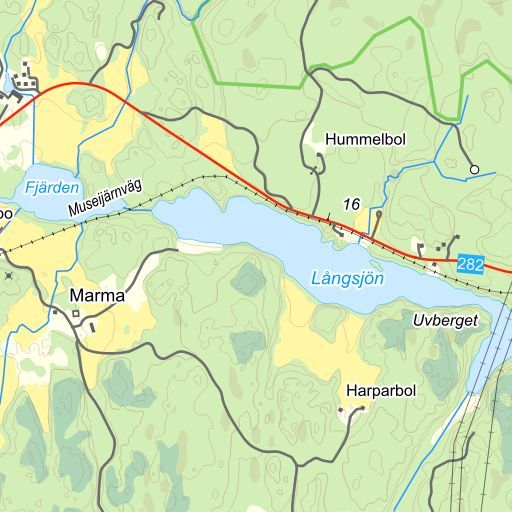 Hummelbol
Fjärden
Museijärnväg
16
Långsjön
282
Marma
Uvberget
Harparbol